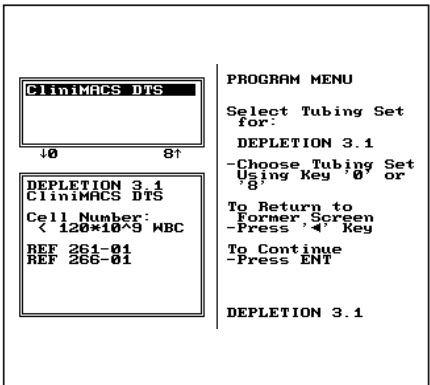 CliniMACS DTS
↓0 8↑
DEPLETION 3.1
CliniMACS DTS
Cell Number:
< 120*10^9 WBC
REF 261-01
REF 266-01
PROGRAM MENU
Select Tubing Set
for:
DEPLETION 3.1
-Choose Tubing Set
Using Key '0' or
'8'
To Return to
Former Screen
-Press '◄' Key
To Continue
-Press ENT
DEPLETION 3.1